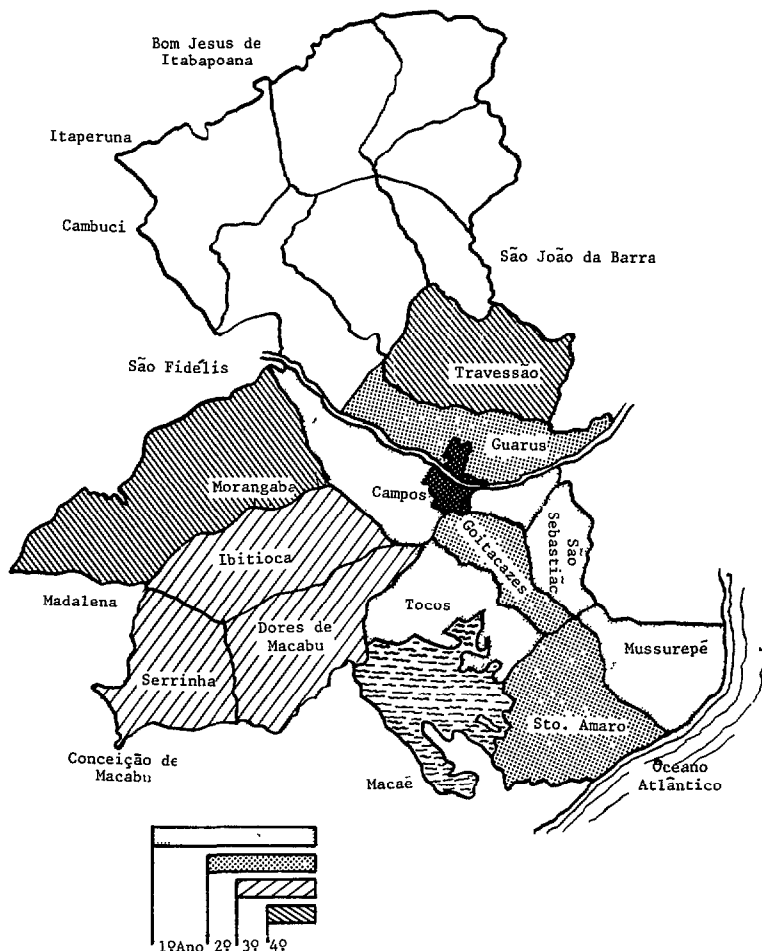 Bom Jesus de
Itabapoana
Itaperuna
Cambuci
São João da Barra
São Fidélis
Travessão
Guarus
Morangaba
Campos
Ibitioca
Goitacazes
São
Sebastião
Madalena
Tocos
Dores de
Macabu
Mussurepê
Serrinha
Sto. Amaro
Conceição de
Macabu
Macaé
Oceano
Atlântico
1ºAno 2º 3º 4º